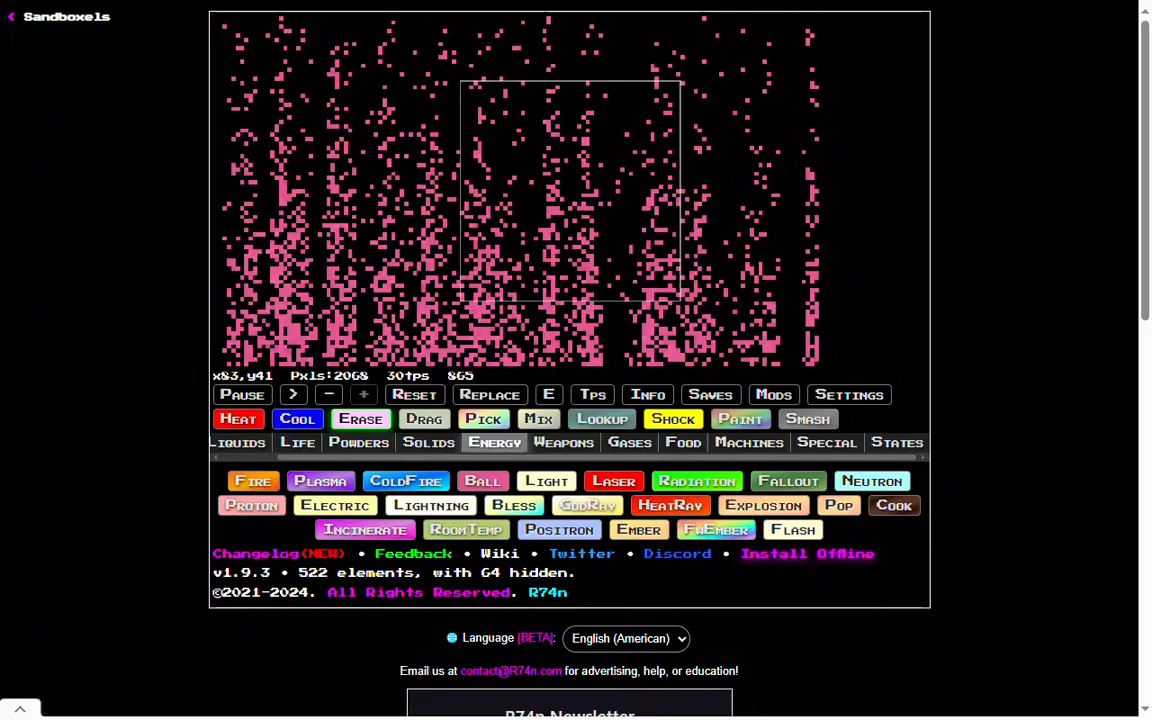 Sandboxels
x83,y41 Pxls:2068 30tps 865
Pause > - + Reset Replace E Tps Info Saves Mods Settings
Heat Cool Erase Drag Pick Mix Lookup Shock Paint Smash
Liquids Life Powders Solids Energy Weapons Gases Food Machines Special States
Fire Plasma ColdFire Ball Light Laser Radiation Fallout Neutron
Proton Electric Lightning Bless GodRay HeatRay Explosion Pop Cook
Incinerate RoomTemp Positron Ember FwEmber Flash
Changelog(NEW) • Feedback • Wiki • Twitter • Discord • Install Offline
v1.9.3 • 522 elements, with G4 hidden.
©2021-2024. All Rights Reserved. R74n
Language [BETA]: English (American)
Email us at contact@R74n.com for advertising, help, or education!
R74n Newsletter